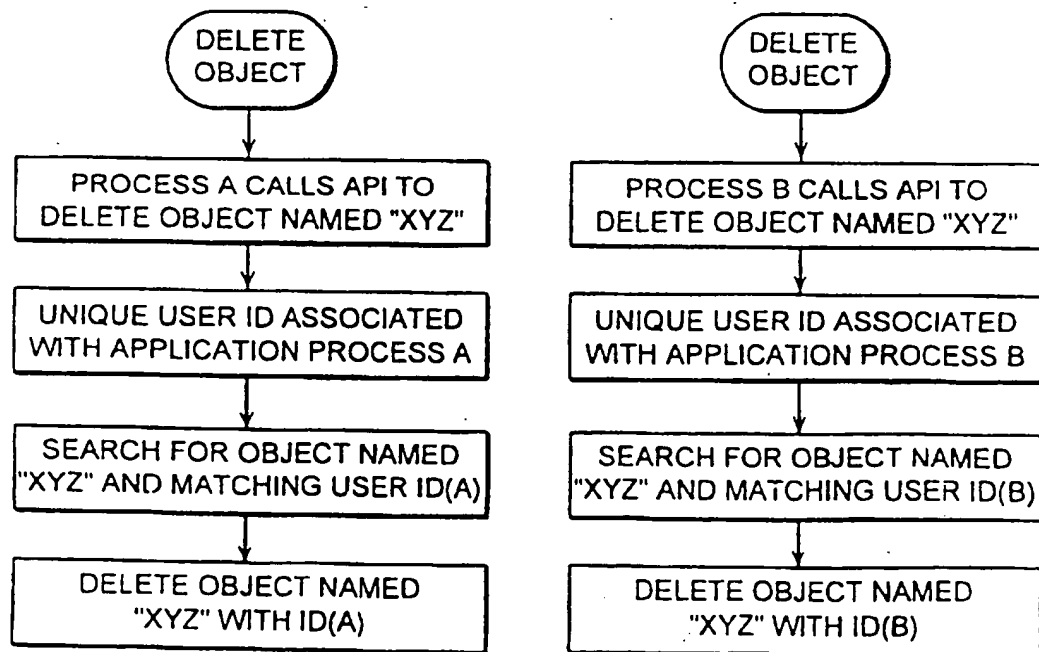 DELETE
OBJECT
PROCESS A CALLS API TO
DELETE OBJECT NAMED "XYZ"
UNIQUE USER ID ASSOCIATED
WITH APPLICATION PROCESS A
SEARCH FOR OBJECT NAMED
"XYZ" AND MATCHING USER ID(A)
DELETE OBJECT NAMED
"XYZ" WITH ID(A)
DELETE
OBJECT
PROCESS B CALLS API TO
DELETE OBJECT NAMED "XYZ"
UNIQUE USER ID ASSOCIATED
WITH APPLICATION PROCESS B
SEARCH FOR OBJECT NAMED
"XYZ" AND MATCHING USER ID(B)
DELETE OBJECT NAMED
"XYZ" WITH ID(B)